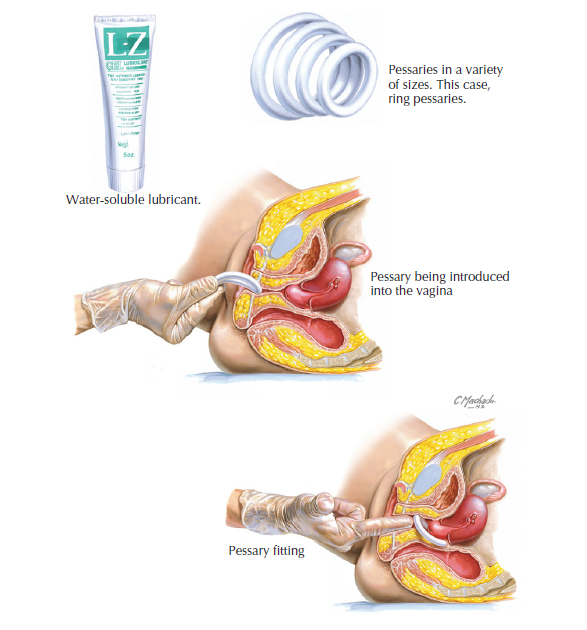 L-Z
LUBRICANT
5oz
Pessaries in a variety
of sizes. This case,
ring pessaries.
Water-soluble lubricant.
Pessary being introduced
into the vagina
C.Machado
Pessary fitting